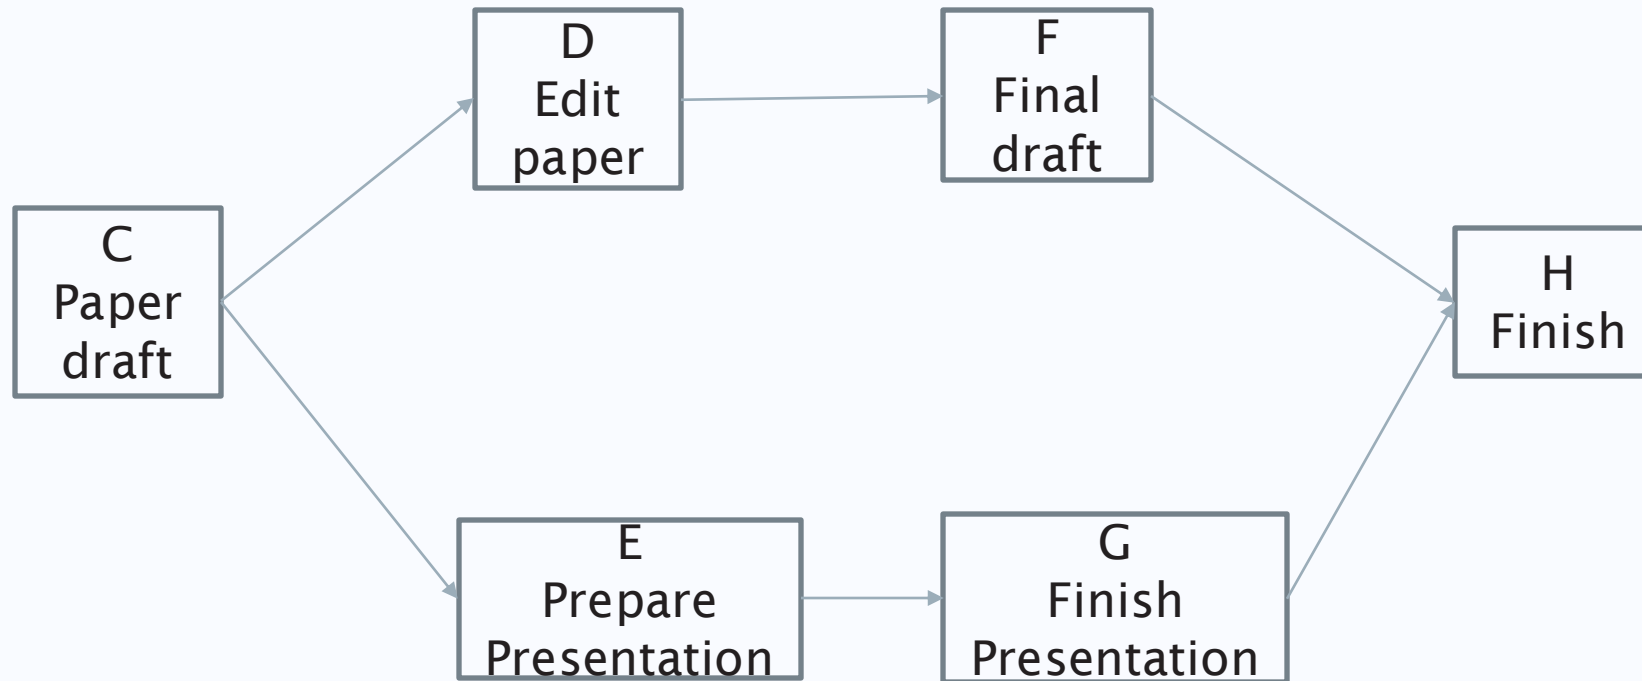 D
Edit
paper
F
Final
draft
C
Paper
draft
H
Finish
E
Prepare
Presentation
G
Finish
Presentation